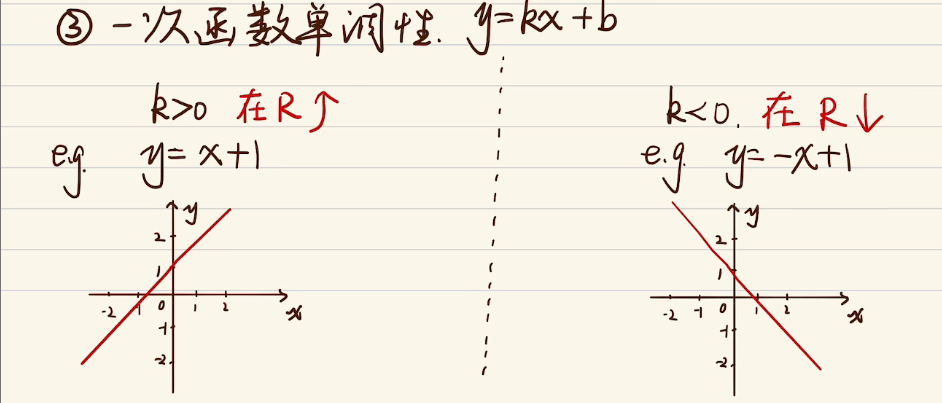 ③ 一次函数单调性. y=kx+b
k>0 在R↑
e.g. y=x+1
y
2
1
-2 -1 0 1 2 x
-1
-2
k<0. 在 R↓
e.g. y=-x+1
y
2
1
-2 -1 0 1 2 x
-1
-2